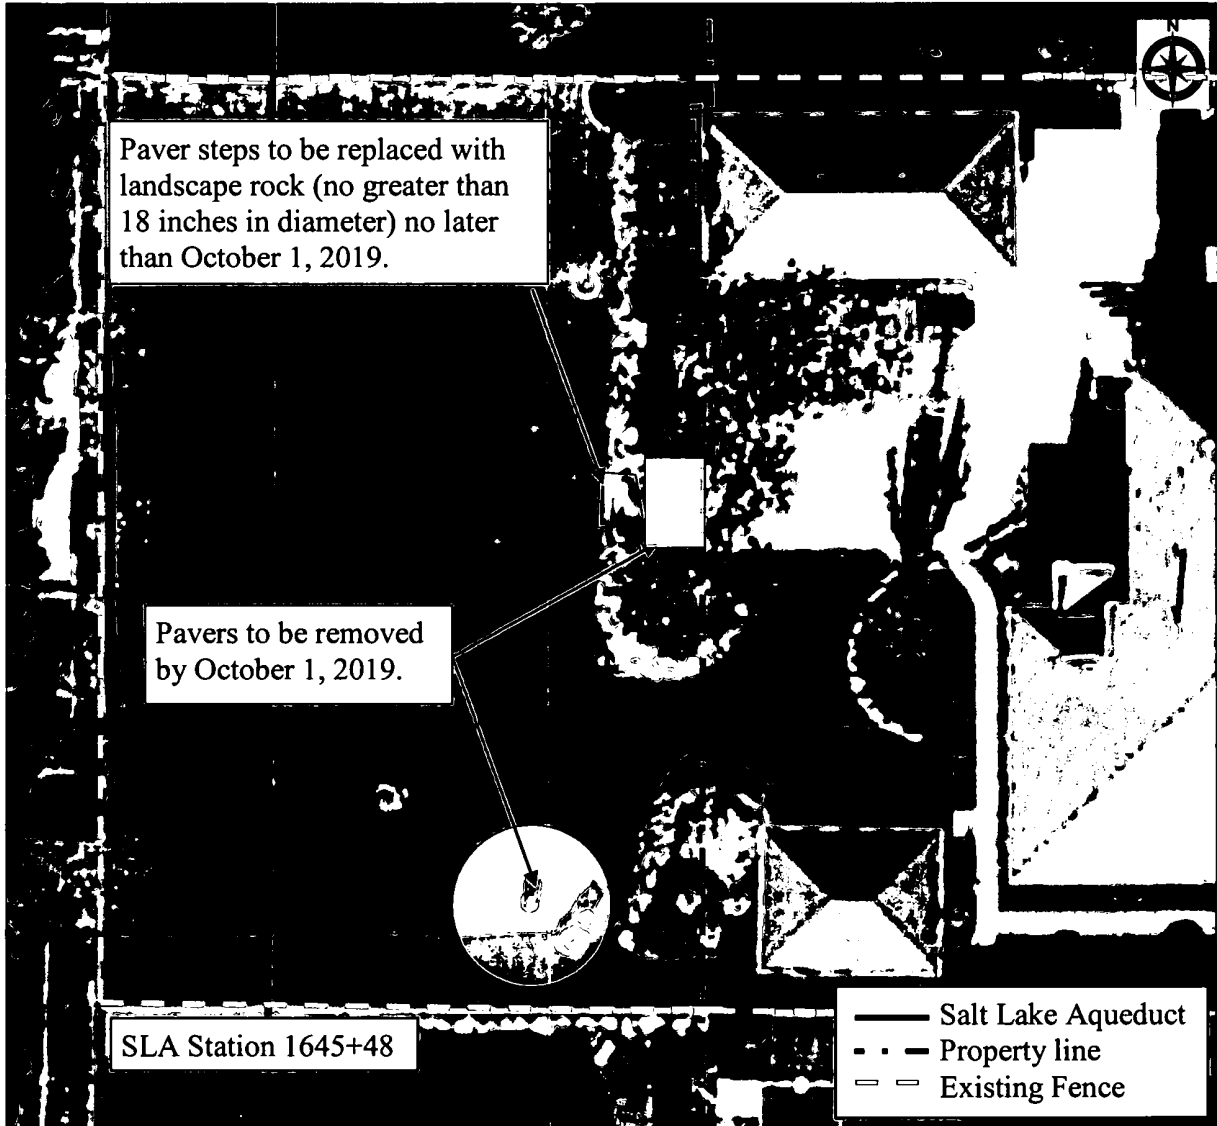 N
Paver steps to be replaced with
landscape rock (no greater than
18 inches in diameter) no later
than October 1, 2019.
Pavers to be removed
by October 1, 2019.
SLA Station 1645+48
Salt Lake Aqueduct
Property line
Existing Fence